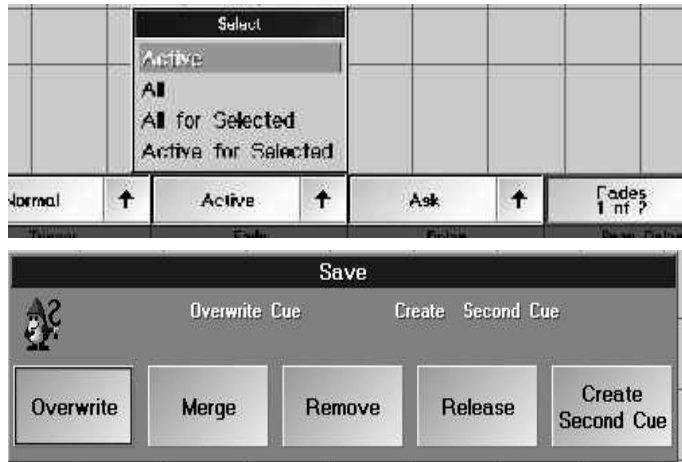 Select
Active
All
All for Selected
Active for Selected
Normal
Active
Ask
Fades
1 of ?
Fade
Save
Overwrite Cue
Create Second Cue
Overwrite
Merge
Remove
Release
Create
Second Cue